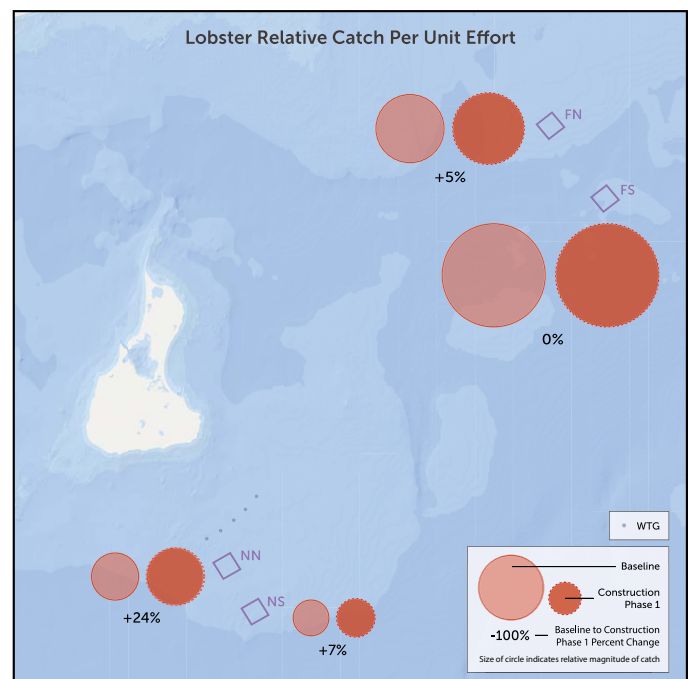 Lobster Relative Catch Per Unit Effort
FN
+5%
FS
0%
WTG
NN
+24%
NS
+7%
Baseline
Construction
Phase 1
-100%
Baseline to Construction
Phase 1 Percent Change
Size of circle indicates relative magnitude of catch